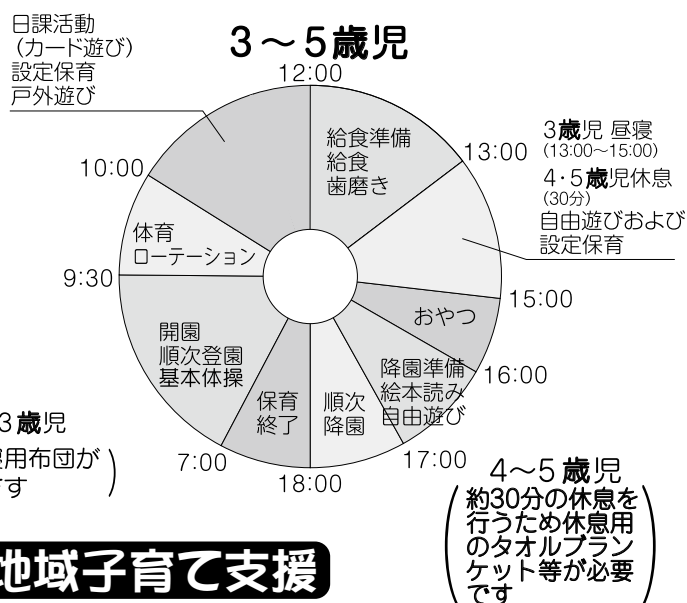 3～5歳児
日課活動
（カード遊び）
設定保育
戸外遊び
12:00
給食準備
給食
歯磨き
13:00
3歳児 昼寝
(13:00～15:00)
4・5歳児休息
(30分)
自由遊びおよび
設定保育
15:00
おやつ
16:00
降園準備
絵本読み
自由遊び
17:00
順次
降園
18:00
保育
終了
7:00
開園
順次登園
基本体操
9:30
体育
ローテーション
10:00
3歳児
用布団が
す
4～5歳児
約30分の休息を
行うため休息用
のタオルブラン
ケット等が必要
です
地域子育て支援